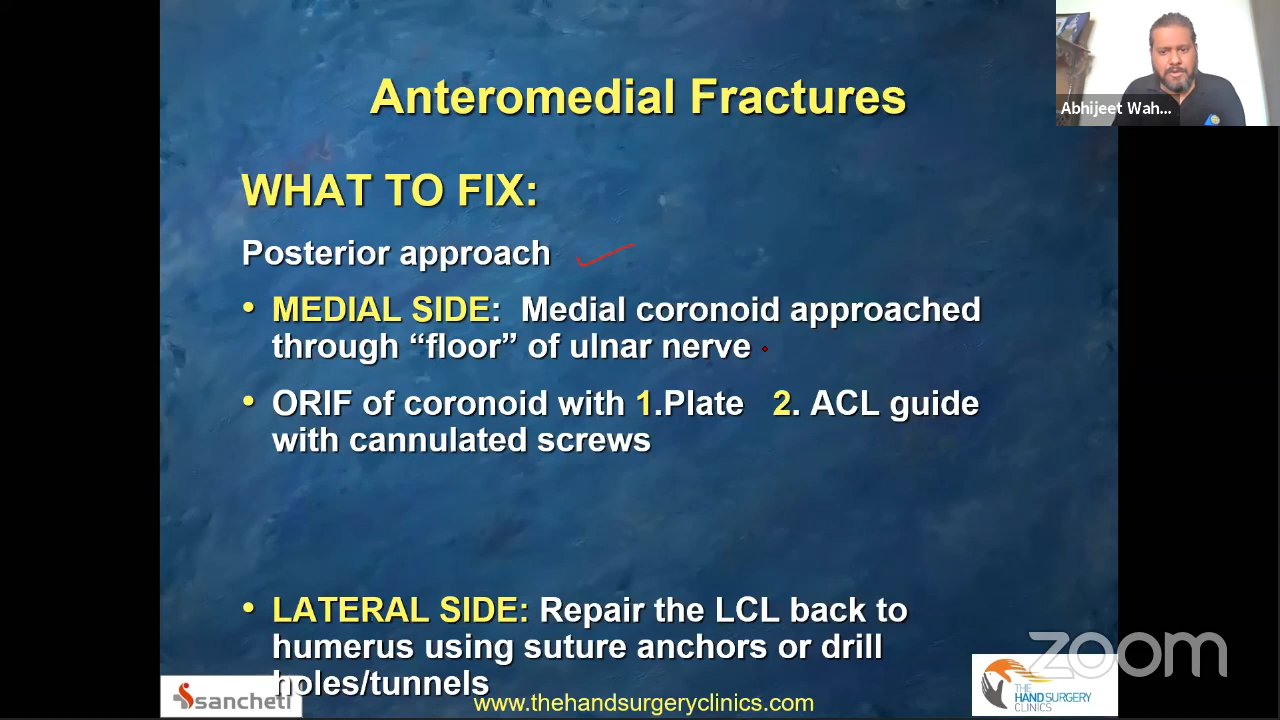 Anteromedial Fractures
Abhijeet Wah...
WHAT TO FIX:
Posterior approach
• MEDIAL SIDE: Medial coronoid approached
through “floor” of ulnar nerve
• ORIF of coronoid with 1.Plate 2. ACL guide
with cannulated screws
• LATERAL SIDE: Repair the LCL back to
humerus using suture anchors or drill
holes/tunnels
sancheti
www.thehandsurgeryclinics.com
THE
HAND SURGERY
CLINICS
zoom